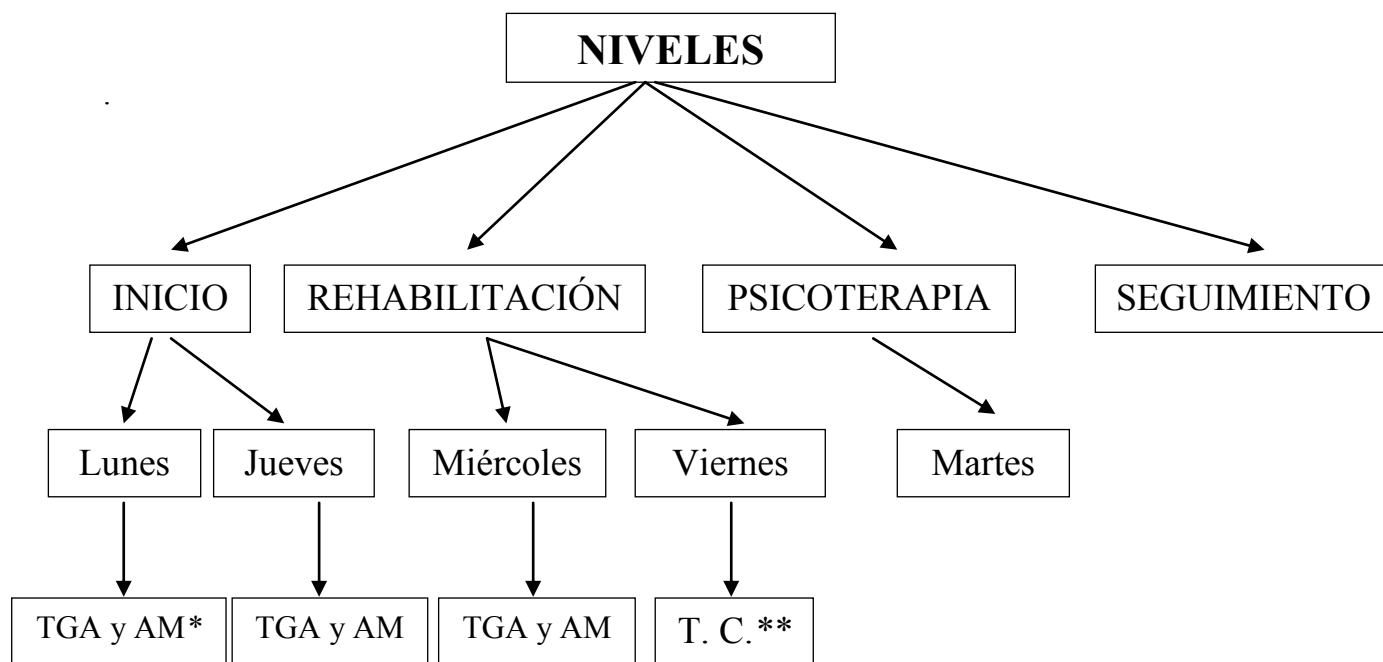 NIVELES
INICIO
REHABILITACIÓN
PSICOTERAPIA
SEGUIMIENTO
Lunes
Jueves
Miércoles
Viernes
Martes
TGA y AM*
TGA y AM
TGA y AM
T. C.**